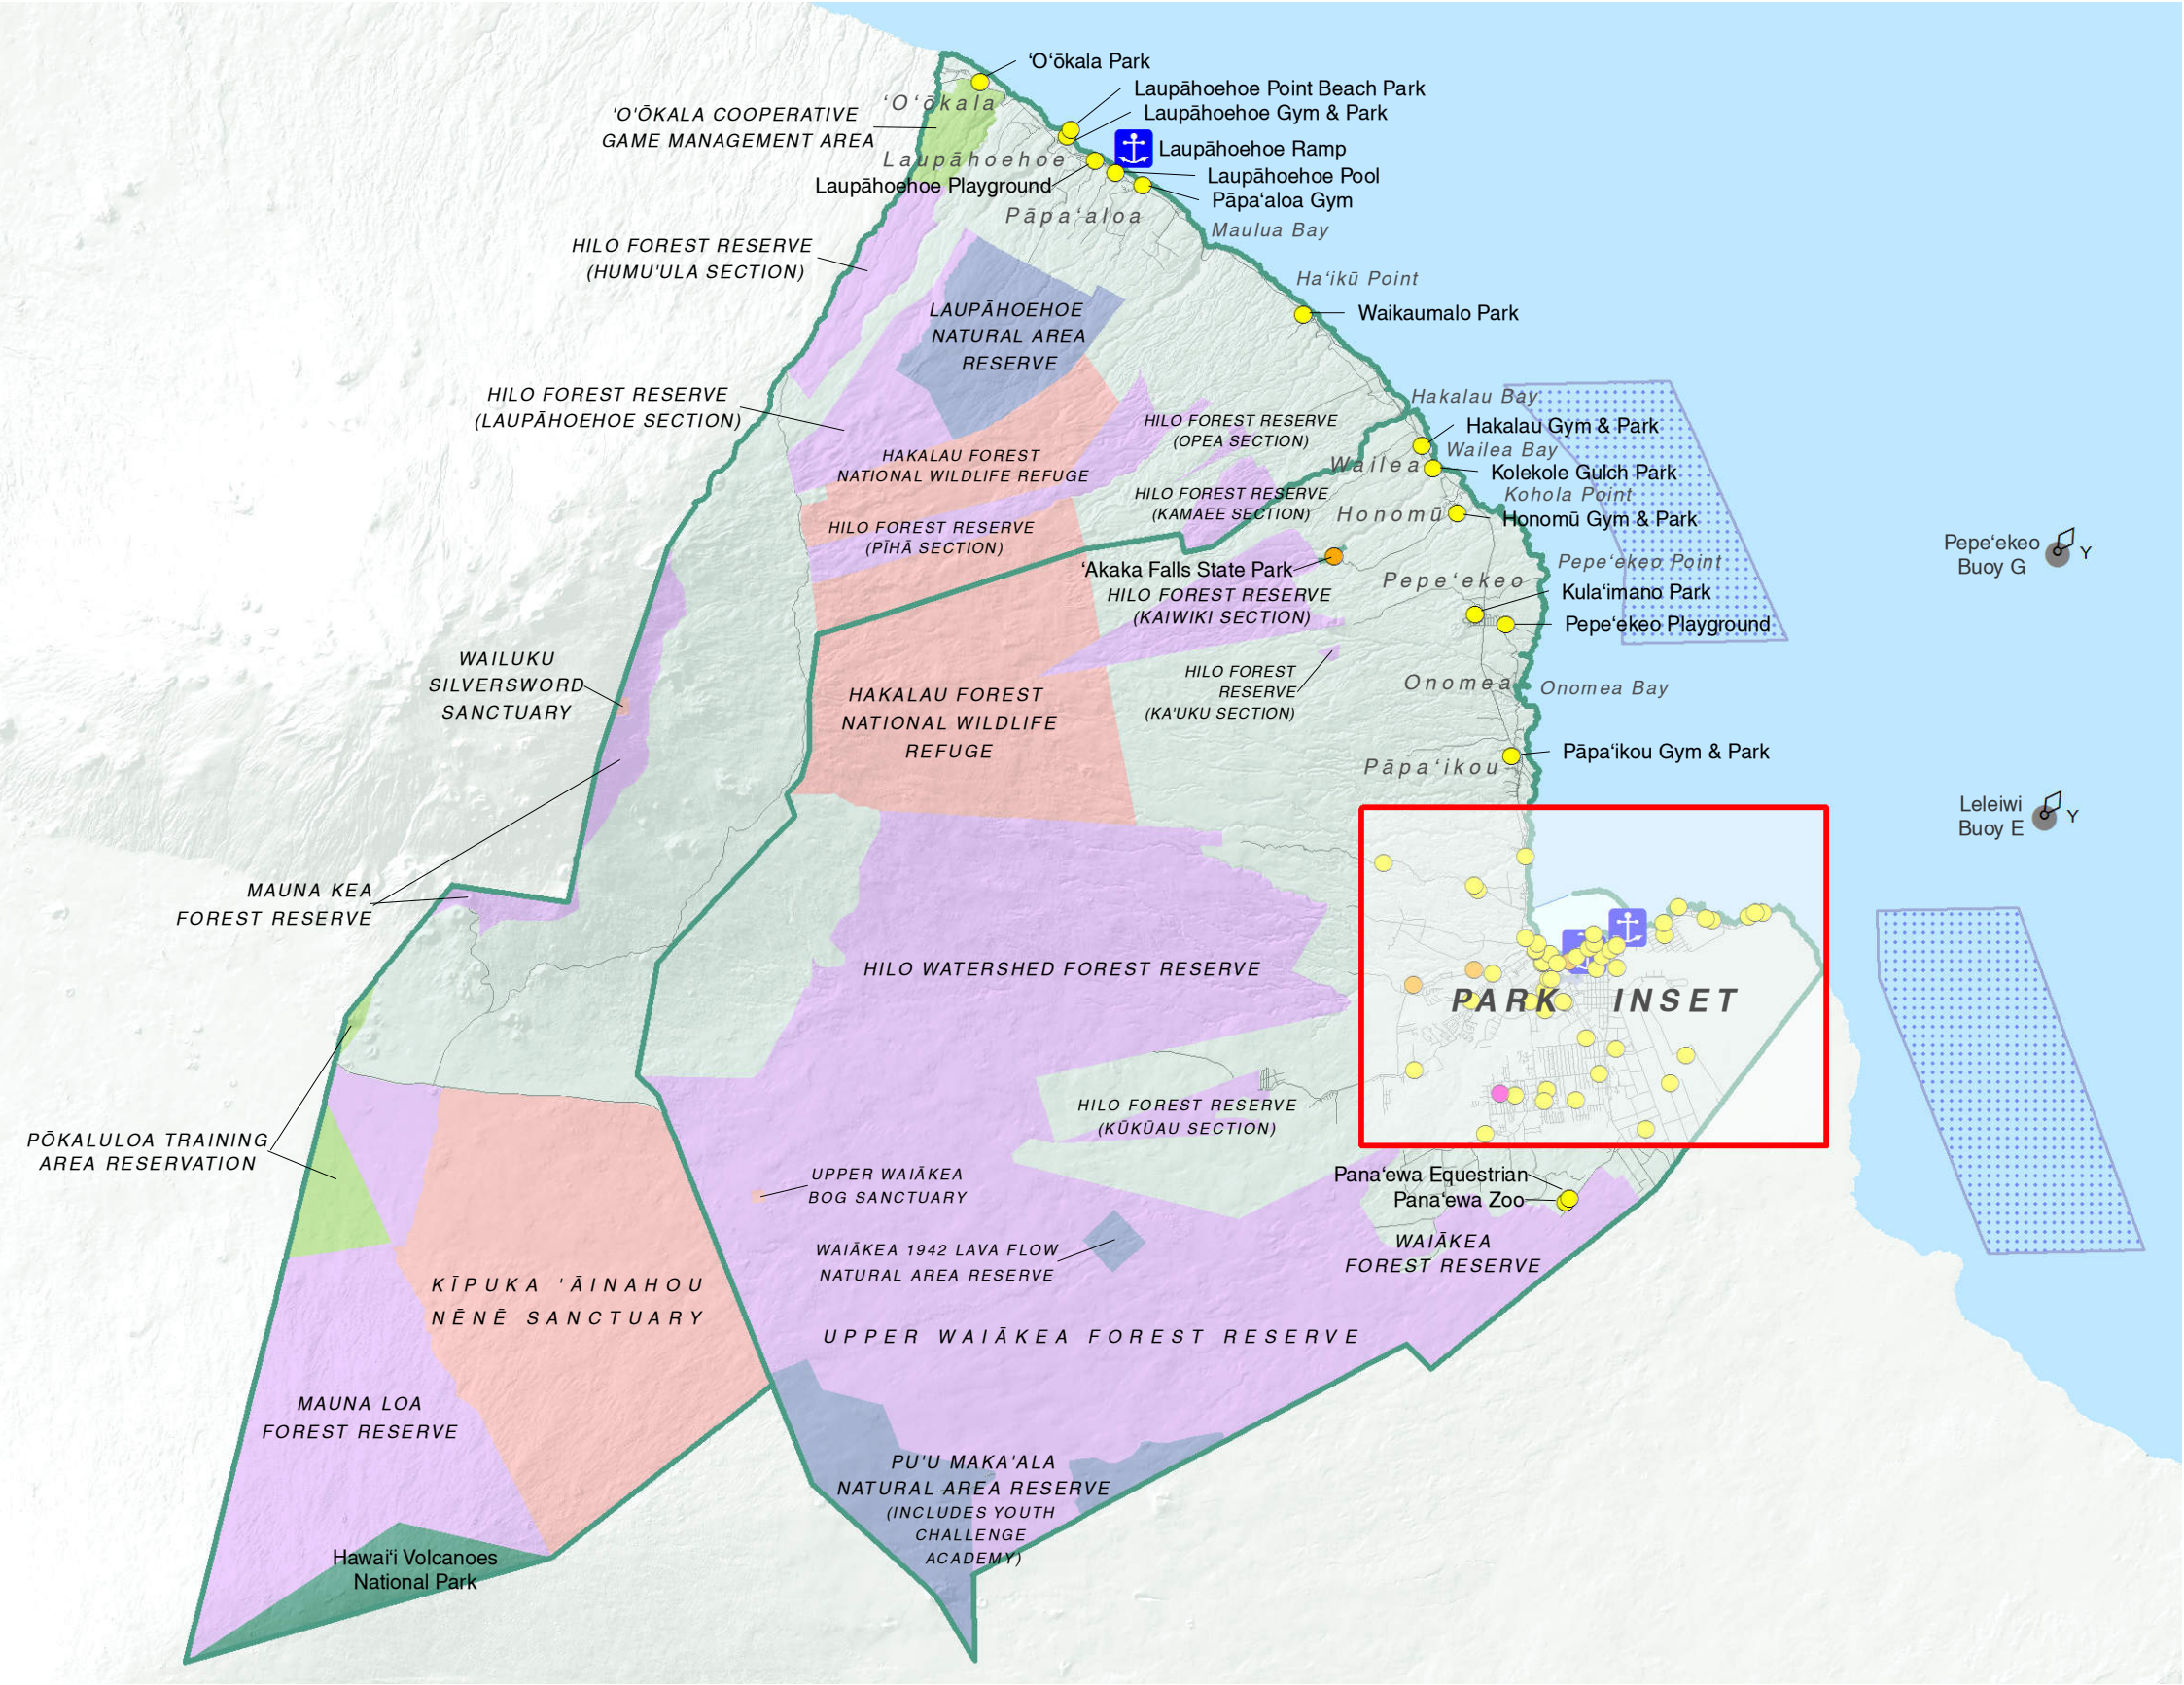 ʻOʻōkala Park
Laupāhoehoe Point Beach Park
'O'ŌKALA COOPERATIVE
GAME MANAGEMENT AREA
ʻOʻōkala
Laupāhoehoe Gym & Park
Laupāhoehoe
Laupāhoehoe Ramp
Laupāhoehoe Playground
Laupāhoehoe Pool
Pāpaʻaloa Gym
Pāpaʻaloa
Maulua Bay
HILO FOREST RESERVE
(HUMU'ULA SECTION)
Haʻikū Point
LAUPĀHOEHOE
NATURAL AREA
RESERVE
Waikaumalo Park
HILO FOREST RESERVE
(LAUPĀHOEHOE SECTION)
Hakalau Bay
HILO FOREST RESERVE
(OPEA SECTION)
Hakalau Gym & Park
Wailea Bay
HAKALAU FOREST
NATIONAL WILDLIFE REFUGE
Wailea
Kolekole Gulch Park
HILO FOREST RESERVE
(KAMAEE SECTION)
Kohola Point
Honomū
Honomū Gym & Park
HILO FOREST RESERVE
(PĪHĀ SECTION)
Pepeʻekeo
Buoy G
Y
Pepeʻekeo Point
ʻAkaka Falls State Park
Pepeʻekeo
HILO FOREST RESERVE
(KAIWIKI SECTION)
Kulaʻimano Park
Pepeʻekeo Playground
WAILUKU
SILVERSWORD
SANCTUARY
HILO FOREST
RESERVE
(KA'UKU SECTION)
Onomea
Onomea Bay
HAKALAU FOREST
NATIONAL WILDLIFE
REFUGE
Pāpaʻikou Gym & Park
Pāpaʻikou
Leleiwi
Buoy E
Y
MAUNA KEA
FOREST RESERVE
HILO WATERSHED FOREST RESERVE
PARK INSET
HILO FOREST RESERVE
(KŪKŪAU SECTION)
PŌKALULOA TRAINING
AREA RESERVATION
UPPER WAIĀKEA
BOG SANCTUARY
Panaʻewa Equestrian
Panaʻewa Zoo
WAIĀKEA
FOREST RESERVE
WAIĀKEA 1942 LAVA FLOW
NATURAL AREA RESERVE
KĪPUKA 'ĀINAHOU
NĒNĒ SANCTUARY
UPPER WAIĀKEA FOREST RESERVE
MAUNA LOA
FOREST RESERVE
PU'U MAKA'ALA
NATURAL AREA RESERVE
(INCLUDES YOUTH
CHALLENGE
ACADEMY)
Hawaiʻi Volcanoes
National Park